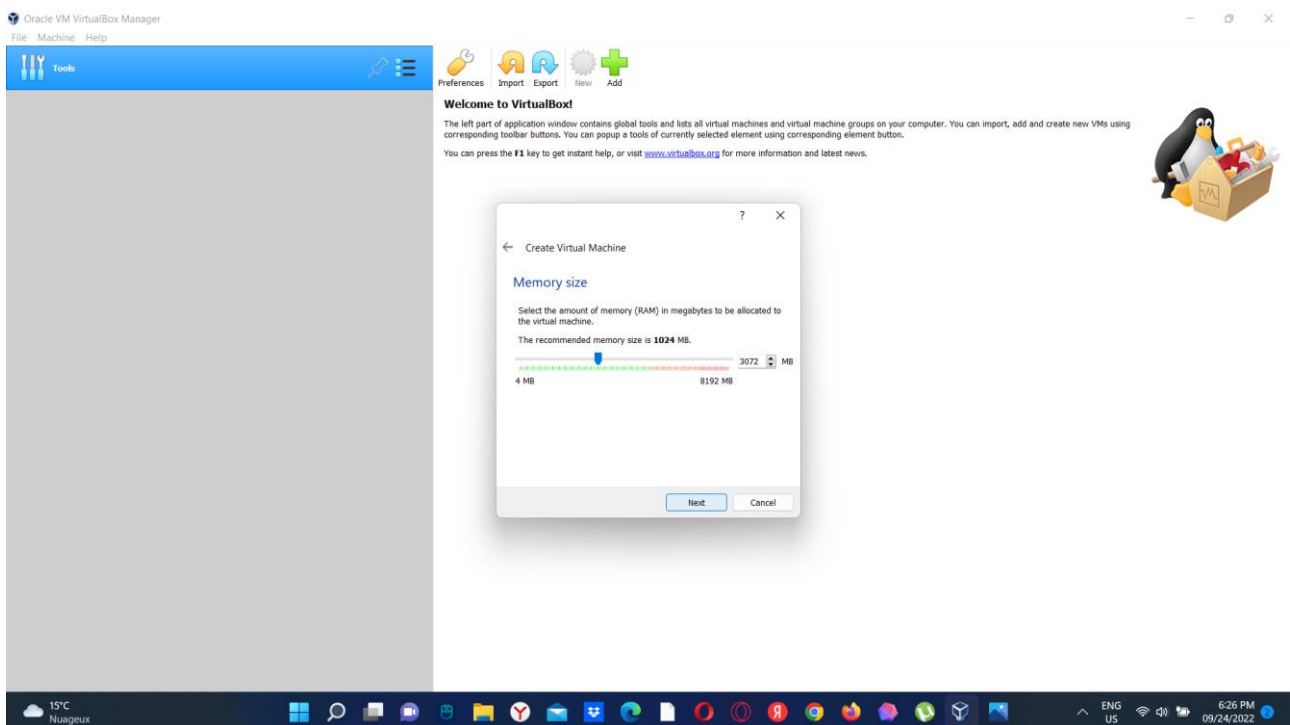 Oracle VM VirtualBox Manager
File Machine Help
Tools
Preferences Import Export New Add
Welcome to VirtualBox!
The left part of application window contains global tools and lists all virtual machines and virtual machine groups on your computer. You can import, add and create new VMs using
corresponding toolbar buttons. You can popup a tools of currently selected element using corresponding element button.
You can press the F1 key to get instant help, or visit www.virtualbox.org for more information and latest news.
? ×
Create Virtual Machine
Memory size
Select the amount of memory (RAM) in megabytes to be allocated to
the virtual machine.
The recommended memory size is 1024 MB.
3072 MB
4 MB 8192 MB
Next Cancel
15°C
Nuageux
ENG
US
6:26 PM
09/24/2022
2